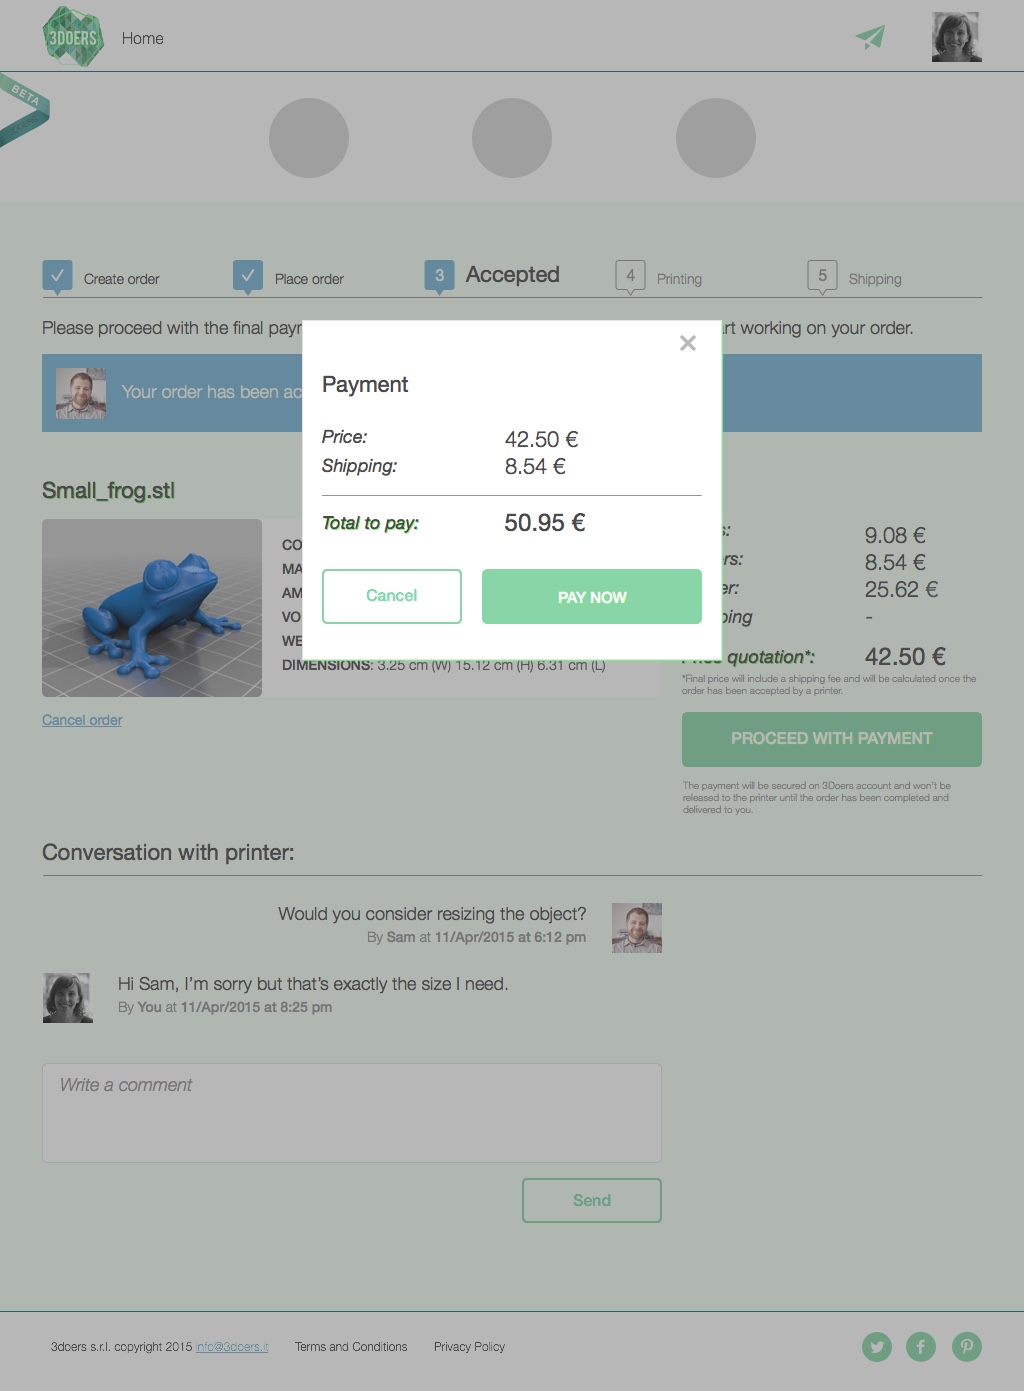 3DOERS
Home
BETA
✓ Create order
✓ Place order
3 Accepted
4 Printing
5 Shipping
Please proceed with the final
rt working on your order.
Your order has been
Small_frog.stl
×
Payment
Price: 42.50 €
Shipping: 8.54 €
Total to pay: 50.95 €
Cancel
PAY NOW
CO
MA
AM
VO
WE
DIMENSIONS: 3.25 cm (W) 15.12 cm (H) 6.31 cm (L)
s: 9.08 €
rs: 8.54 €
er: 25.62 €
ing -
quotation*: 42.50 €
*Final price will include a shipping fee and will be calculated once the
order has been accepted by a printer.
Cancel order
PROCEED WITH PAYMENT
The payment will be secured on 3Doers account and won't be
released to the printer until the order has been completed and
delivered to you.
Conversation with printer:
Would you consider resizing the object?
By Sam at 11/Apr/2015 at 6:12 pm
Hi Sam, I'm sorry but that's exactly the size I need.
By You at 11/Apr/2015 at 8:25 pm
Write a comment
Send
3doers s.r.l. copyright 2015 info@3doers.it
Terms and Conditions
Privacy Policy